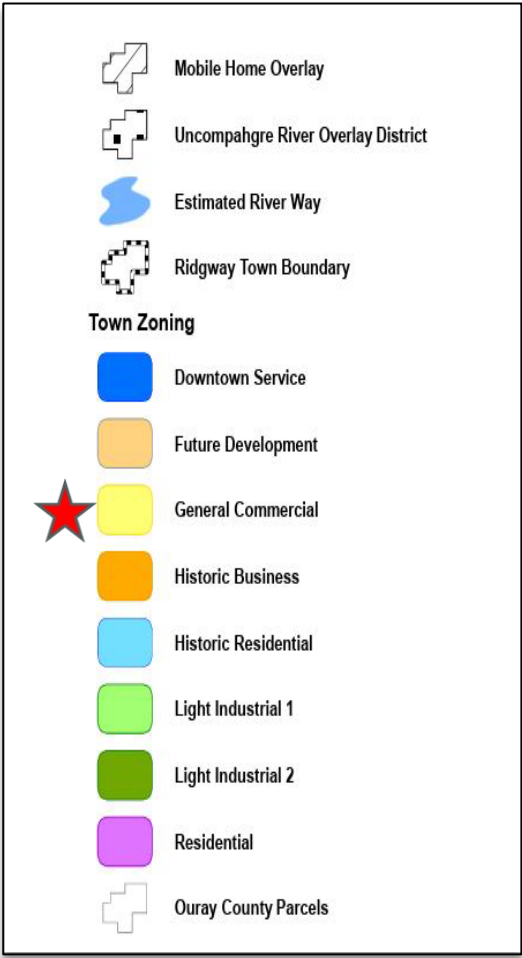 Mobile Home Overlay
Uncompahgre River Overlay District
Estimated River Way
Ridgway Town Boundary
Town Zoning
Downtown Service
Future Development
General Commercial
Historic Business
Historic Residential
Light Industrial 1
Light Industrial 2
Residential
Ouray County Parcels